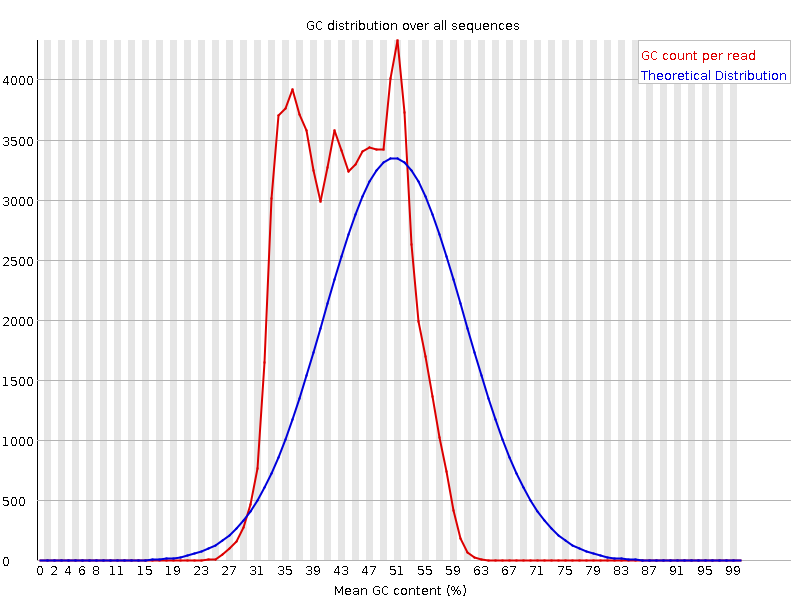 GC distribution over all sequences
GC count per read
Theoretical Distribution
4000
3500
3000
2500
2000
1500
1000
500
0
0 2 4 6 8 11 15 19 23 27 31 35 39 43 47 51 55 59 63 67 71 75 79 83 87 91 95 99
Mean GC content (%)